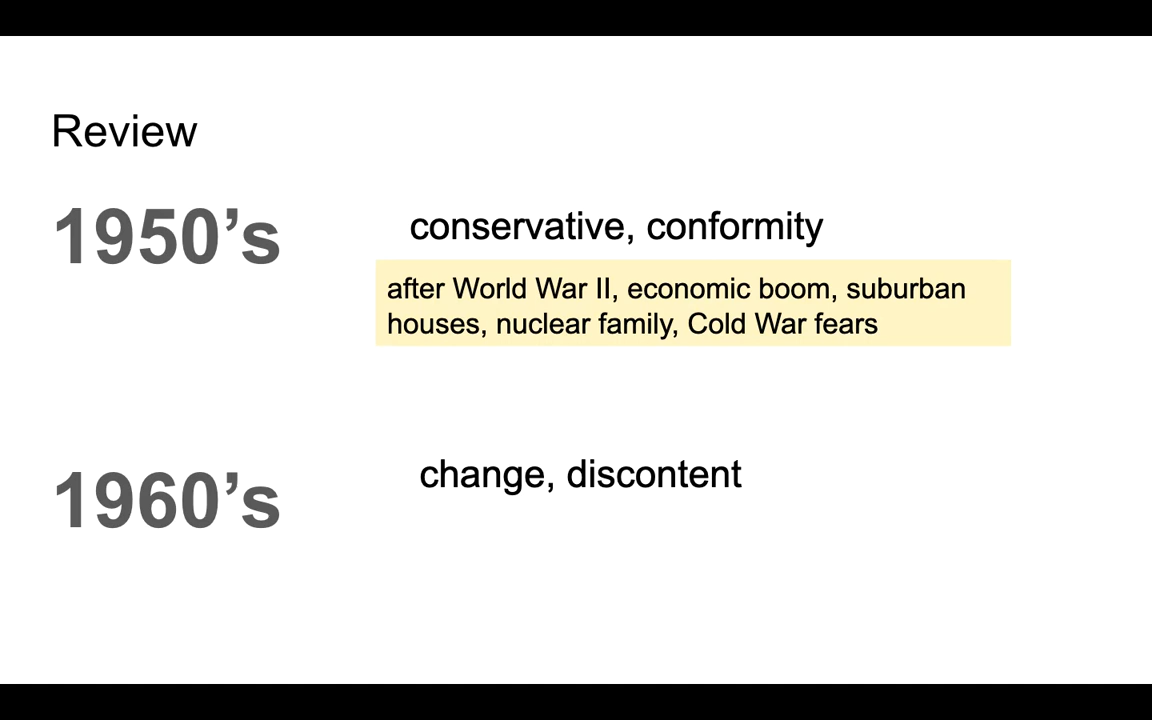 Review
1950’s
conservative, conformity
after World War II, economic boom, suburban
houses, nuclear family, Cold War fears
1960’s
change, discontent